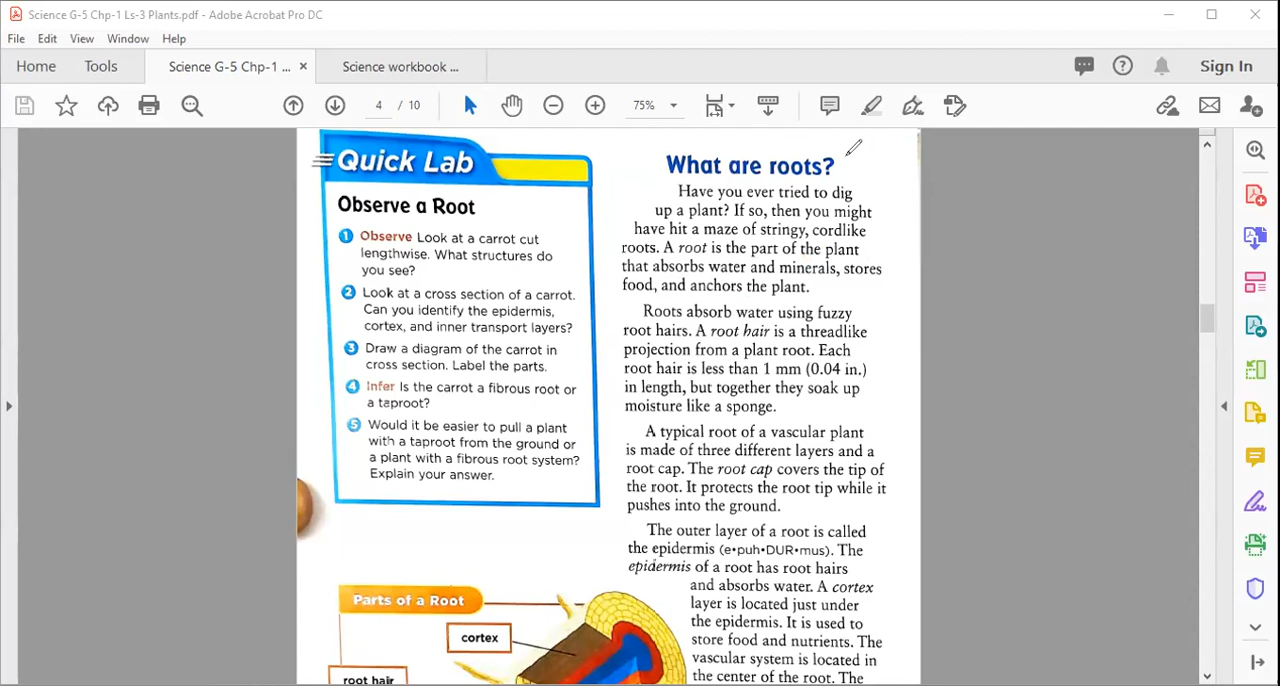 Science G-5 Chp-1 Ls-3 Plants.pdf - Adobe Acrobat Pro DC
File Edit View Window Help
Home Tools Science G-5 Chp-1 ... × Science workbook ... Sign In
4 / 10 75%
Quick Lab
Observe a Root
1 Observe Look at a carrot cut
lengthwise. What structures do
you see?
2 Look at a cross section of a carrot.
Can you identify the epidermis,
cortex, and inner transport layers?
3 Draw a diagram of the carrot in
cross section. Label the parts.
4 Infer Is the carrot a fibrous root or
a taproot?
5 Would it be easier to pull a plant
with a taproot from the ground or
a plant with a fibrous root system?
Explain your answer.
Parts of a Root
cortex
root hair
What are roots?
Have you ever tried to dig
up a plant? If so, then you might
have hit a maze of stringy, cordlike
roots. A root is the part of the plant
that absorbs water and minerals, stores
food, and anchors the plant.
Roots absorb water using fuzzy
root hairs. A root hair is a threadlike
projection from a plant root. Each
root hair is less than 1 mm (0.04 in.)
in length, but together they soak up
moisture like a sponge.
A typical root of a vascular plant
is made of three different layers and a
root cap. The root cap covers the tip of
the root. It protects the root tip while it
pushes into the ground.
The outer layer of a root is called
the epidermis (e•puh•DUR•mus). The
epidermis of a root has root hairs
and absorbs water. A cortex
layer is located just under
the epidermis. It is used to
store food and nutrients. The
vascular system is located in
the center of the root. The